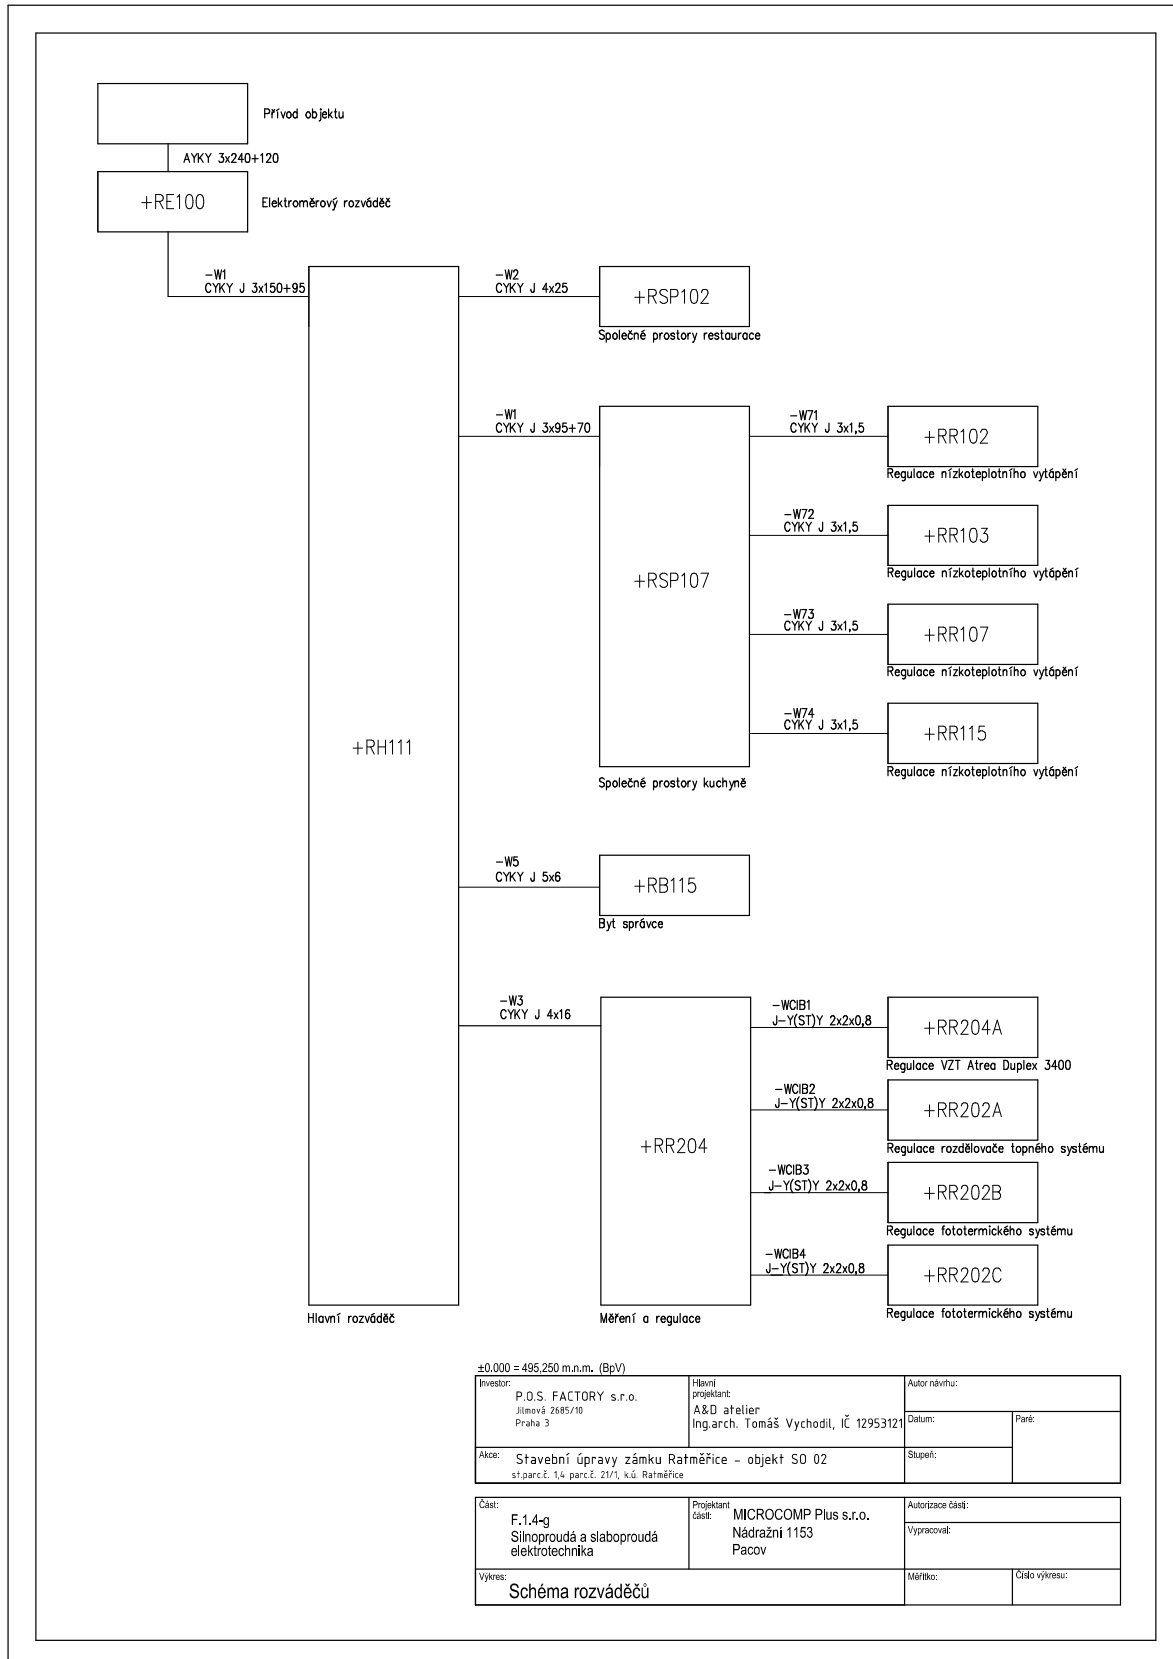 Přívod objektu
AYKY 3x240+120
+RE100
Elektroměrový rozváděč
-W1
CYKY J 3x150+95
-W2
CYKY J 4x25
+RSP102
Společné prostory restaurace
-W1
CYKY J 3x95+70
-W71
CYKY J 3x1,5
+RR102
Regulace nízkoteplotního vytápění
-W72
CYKY J 3x1,5
+RR103
Regulace nízkoteplotního vytápění
+RSP107
-W73
CYKY J 3x1,5
+RR107
Regulace nízkoteplotního vytápění
-W74
CYKY J 3x1,5
+RR115
Regulace nízkoteplotního vytápění
+RH111
Společné prostory kuchyně
-W5
CYKY J 5x6
+RB115
Byt správce
-W3
CYKY J 4x16
-WCIB1
J-Y(ST)Y 2x2x0,8
+RR204A
Regulace VZT Atrea Duplex 3400
-WCIB2
J-Y(ST)Y 2x2x0,8
+RR202A
Regulace rozdělovače topného systému
+RR204
-WCIB3
J-Y(ST)Y 2x2x0,8
+RR202B
Regulace fototermického systému
-WCIB4
J-Y(ST)Y 2x2x0,8
+RR202C
Regulace fototermického systému
Hlavní rozváděč
Měření a regulace
±0.000 = 495,250 m.n.m. (BpV)
Investor:
P.O.S. FACTORY s.r.o.
Jilmová 2685/10
Praha 3
Hlavní
projektant:
A&D atelier
Ing.arch. Tomáš Vychodil, IČ 12953121
Autor návrhu:
Datum:
Paré:
Akce: Stavební úpravy zámku Ratměřice - objekt SO 02
st.parc.č. 1,4 parc.č. 21/1, k.ú. Ratměřice
Stupeň:
Část:
F.1.4-g
Silnoproudá a slaboproudá
elektrotechnika
Projektant
části:
MICROCOMP Plus s.r.o.
Nádražní 1153
Pacov
Autorizace části:
Vypracoval:
Výkres:
Schéma rozváděčů
Měřítko:
Číslo výkresu: